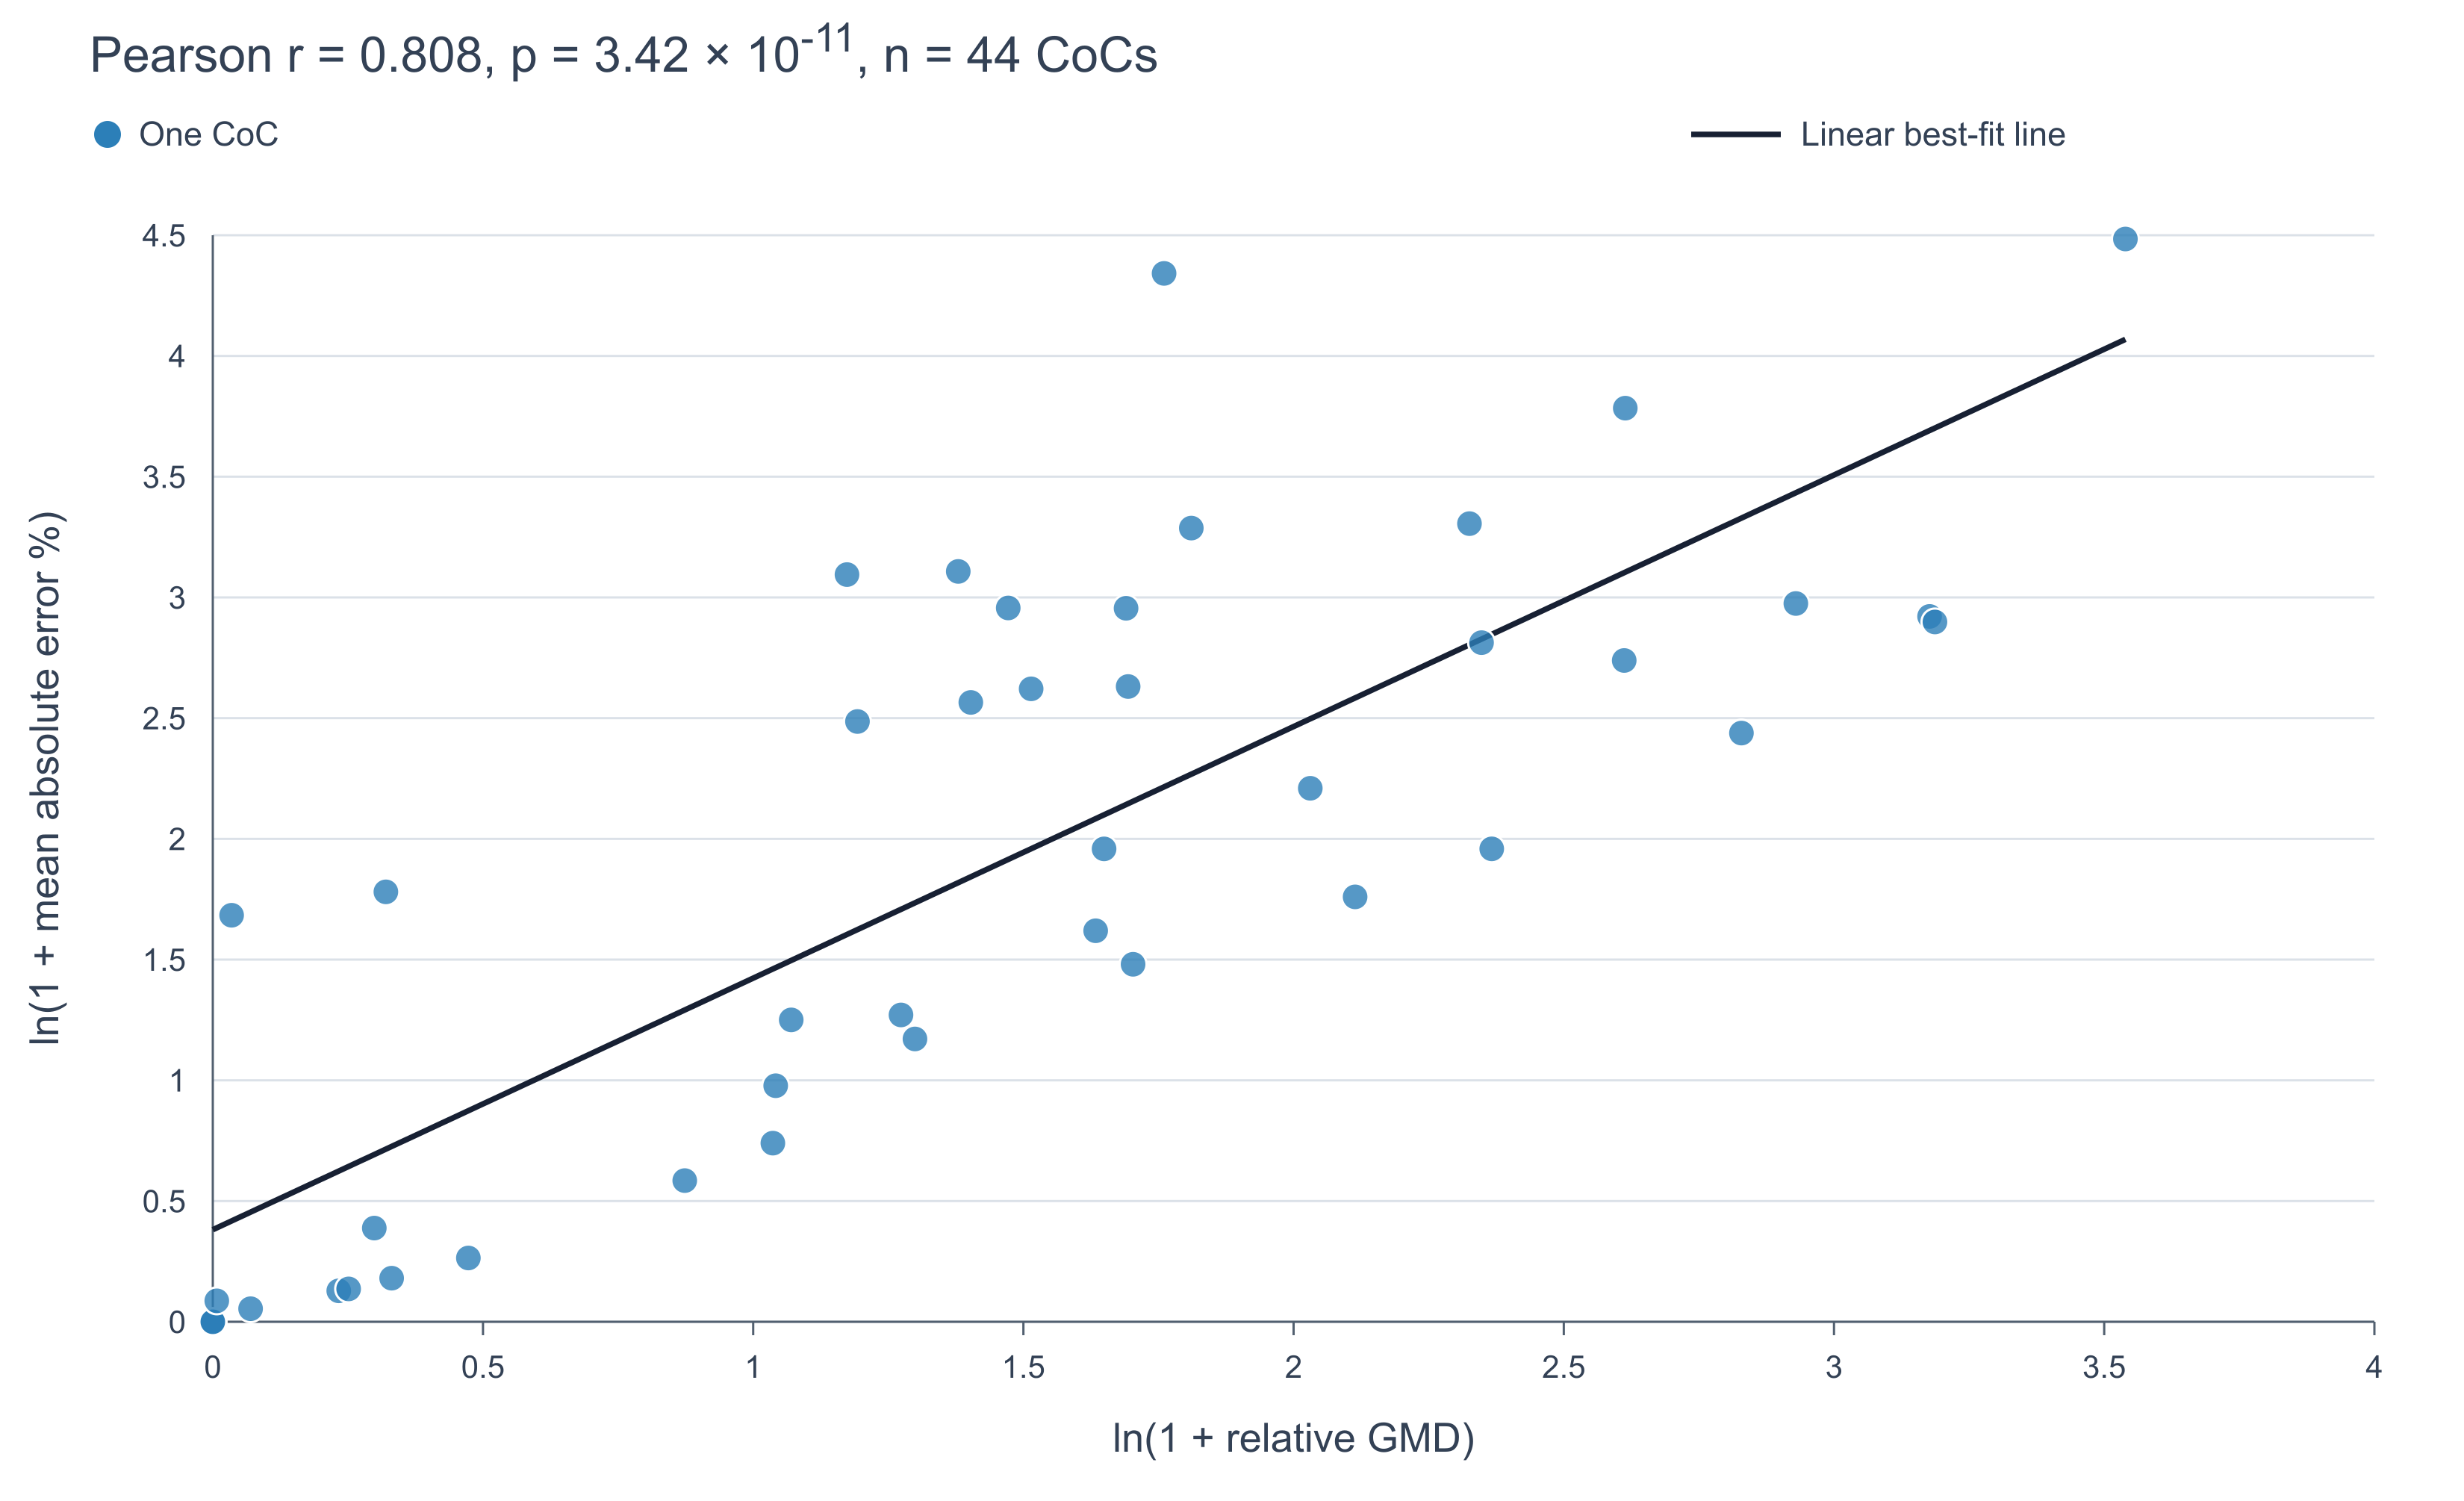 Pearson r = 0.808, p = 3.42 × 10⁻¹¹, n = 44 CoCs
One CoC
Linear best-fit line
ln(1 + mean absolute error %)
4.5
4
3.5
3
2.5
2
1.5
1
0.5
0
0 0.5 1 1.5 2 2.5 3 3.5 4
ln(1 + relative GMD)